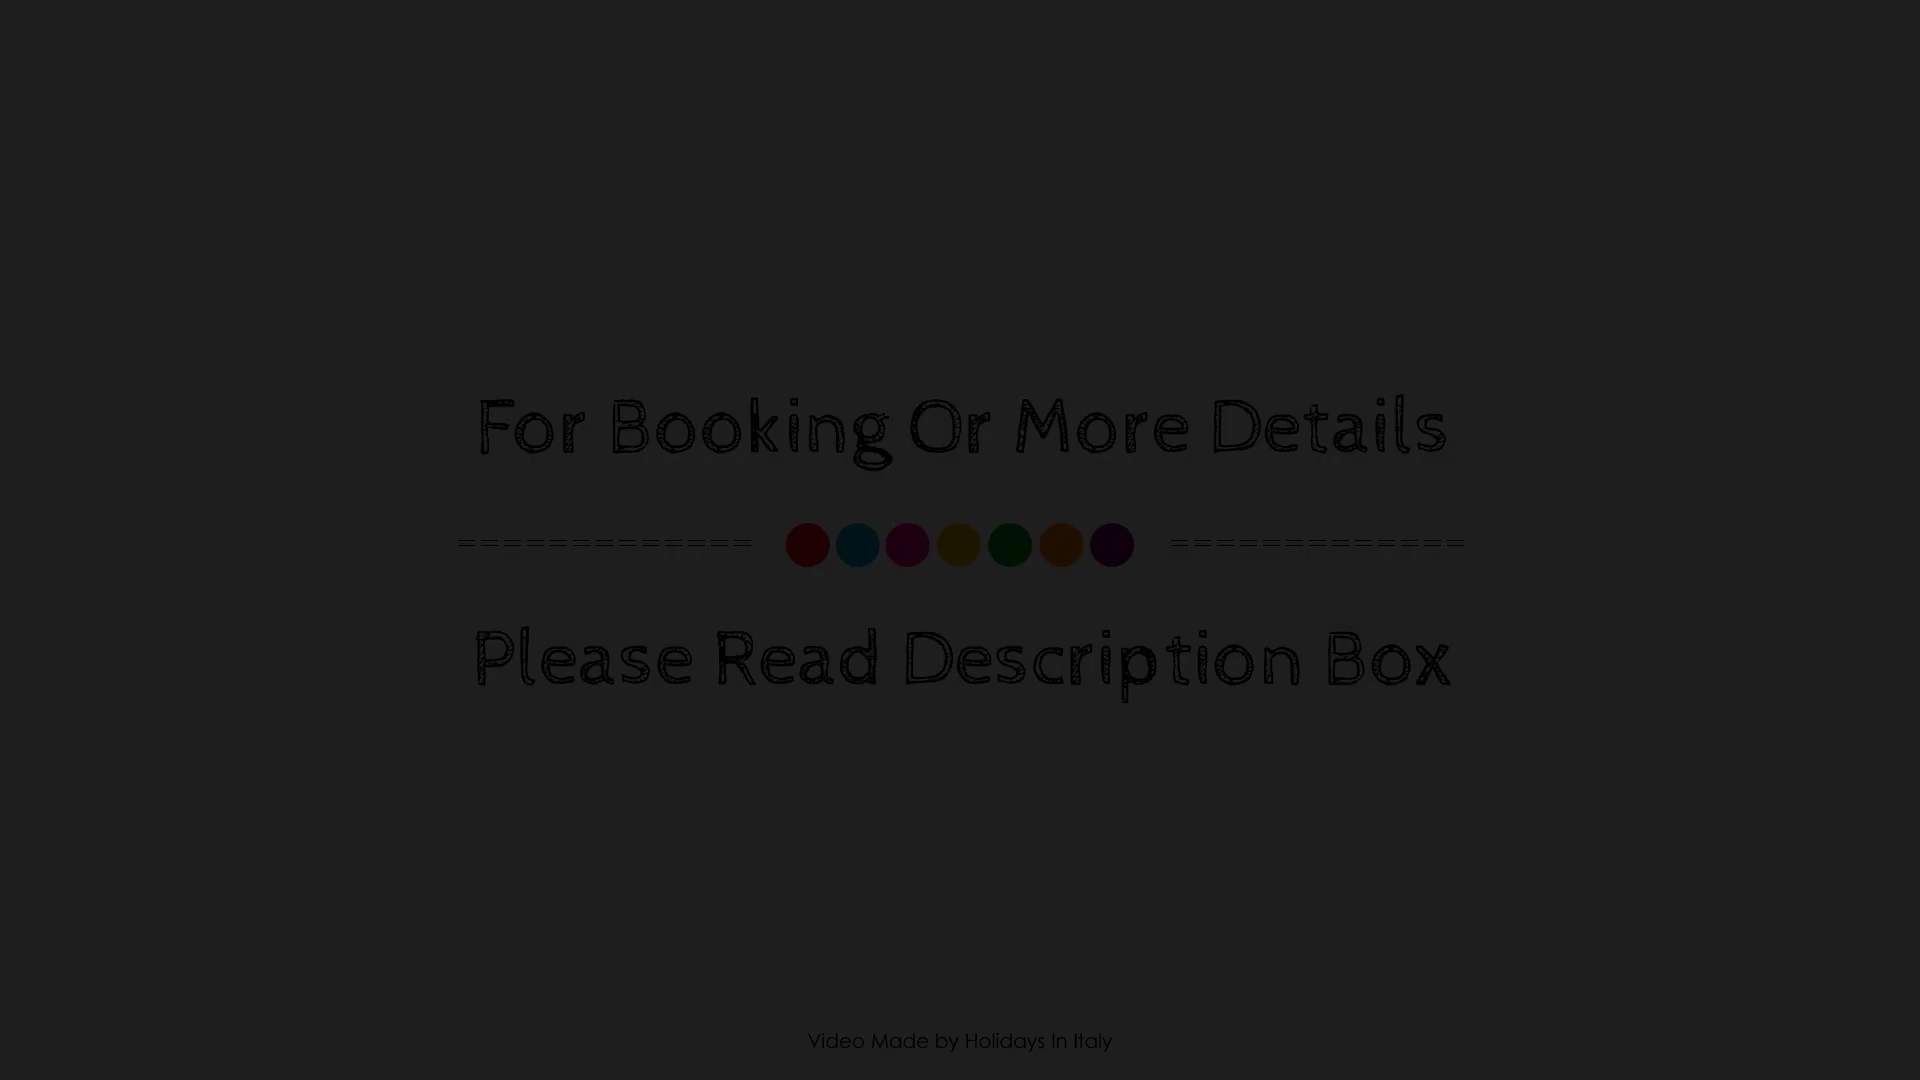 For Booking Or More Details
============= =============
Please Read Description Box
Video Made by Holidays In Italy